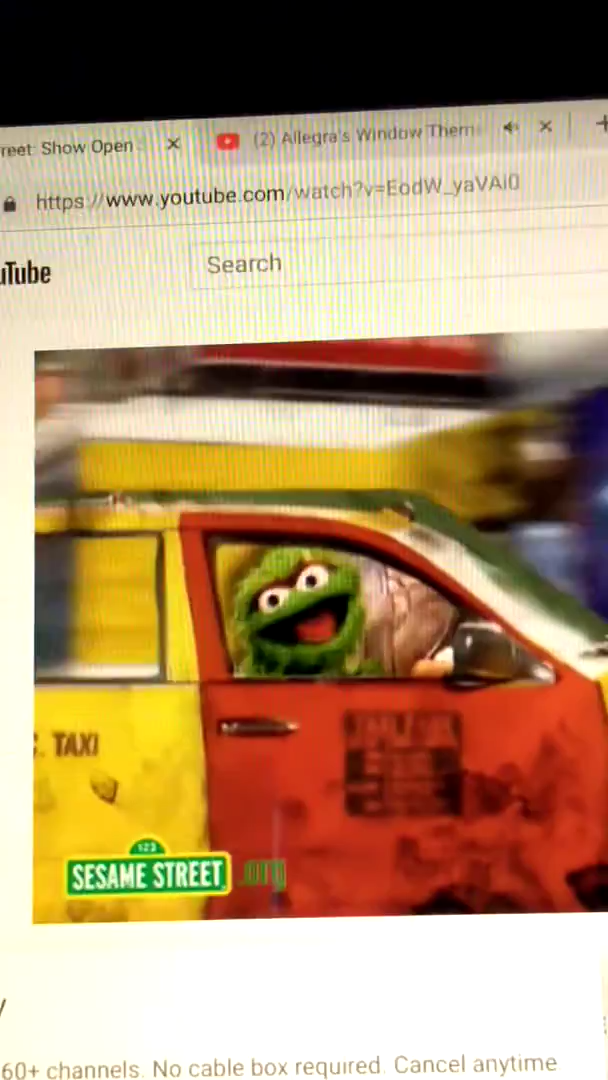 reet: Show Open
(2) Allegra's Window Them
https://www.youtube.com/watch?v=EodW_yaVAi0
uTube
Search
. TAXI
123
SESAME STREET .org
60+ channels. No cable box required. Cancel anytime